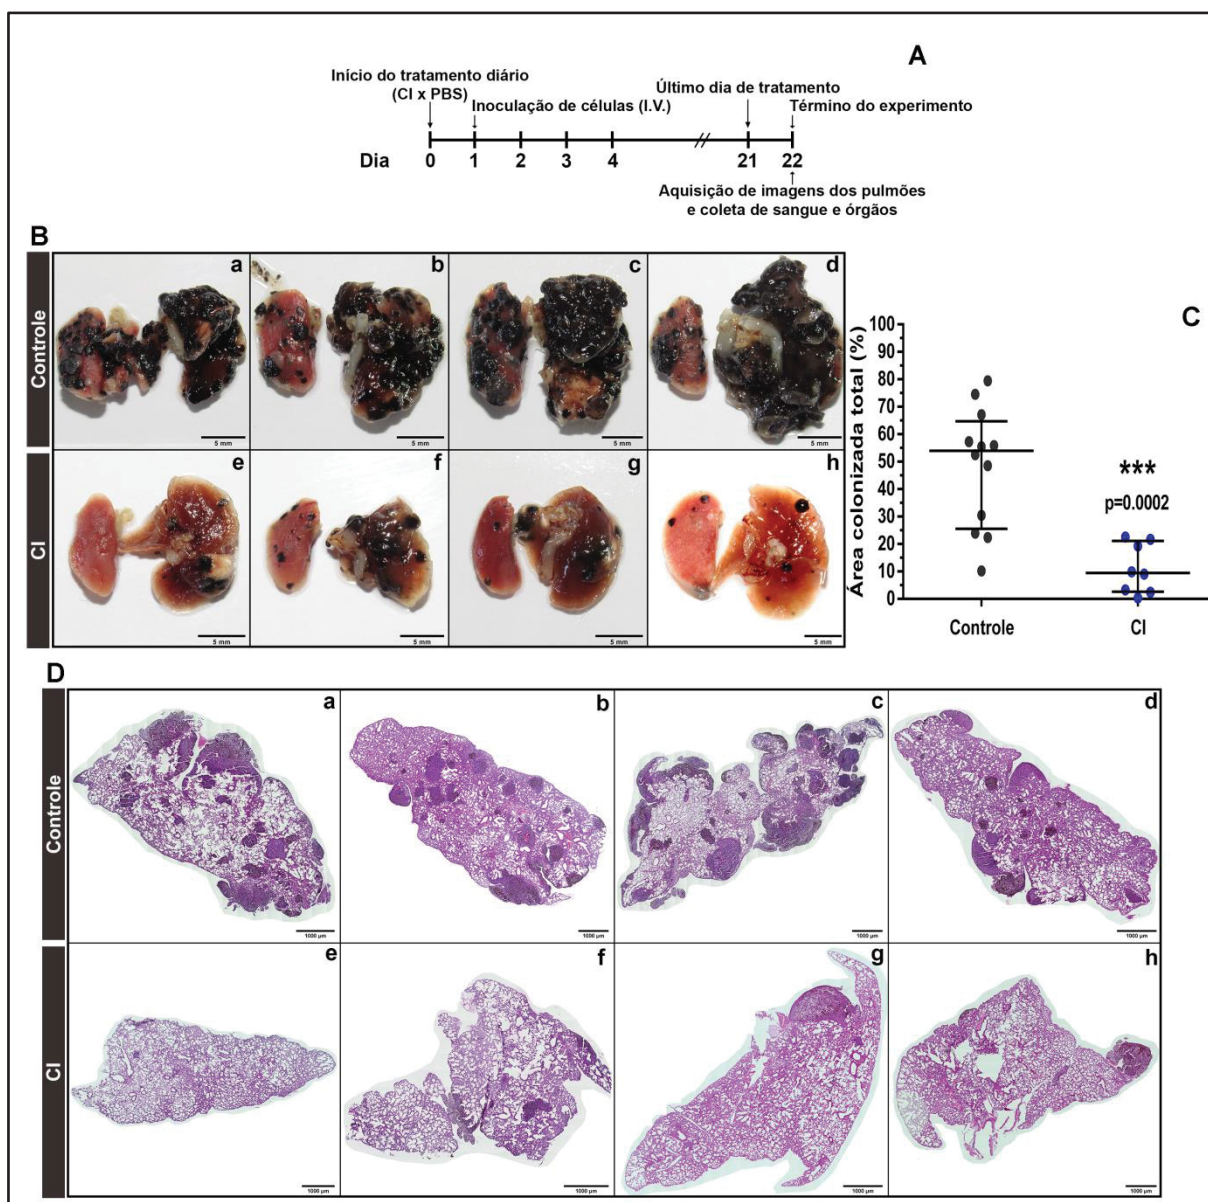 A
Início do tratamento diário
(CI x PBS)
Inoculação de células (I.V.)
Último dia de tratamento
Término do experimento
Dia 0 1 2 3 4 // 21 22
Aquisição de imagens dos pulmões
e coleta de sangue e órgãos
B
Controle
a b c d
5 mm 5 mm 5 mm 5 mm
CI
e f g h
5 mm 5 mm 5 mm 5 mm
C
Área colonizada total (%)
100
90
80
70
60
50
40
30
20
10
0
***
p=0.0002
Controle CI
D
Controle
a b c d
1000 µm 1000 µm 1000 µm 1000 µm
CI
e f g h
1000 µm 1000 µm 1000 µm 1000 µm